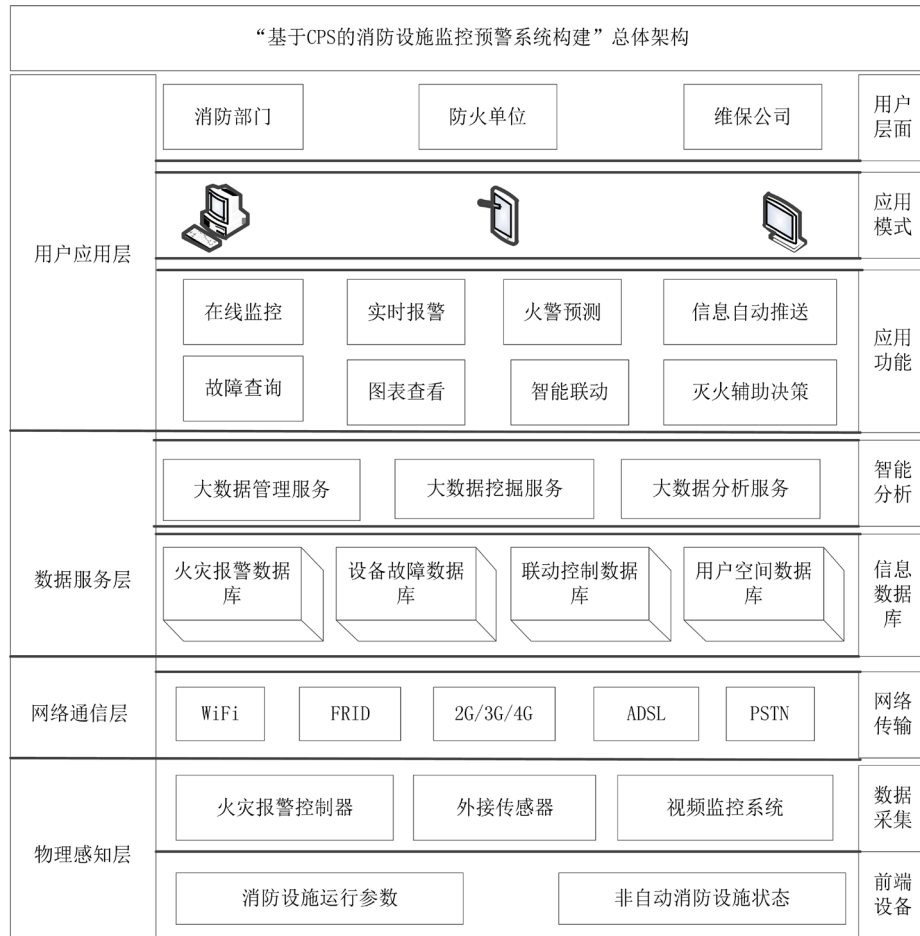 “基于CPS的消防设施监控预警系统构建”总体架构
用户应用层
消防部门
防火单位
维保公司
用户
层面
应用
模式
在线监控
实时报警
火警预测
信息自动推送
故障查询
图表查看
智能联动
灭火辅助决策
应用
功能
数据服务层
大数据管理服务
大数据挖掘服务
大数据分析服务
智能
分析
火灾报警数据
库
设备故障数据
库
联动控制数据
库
用户空间数据
库
信息
数据
库
网络通信层
WiFi
FRID
2G/3G/4G
ADSL
PSTN
网络
传输
物理感知层
火灾报警控制器
外接传感器
视频监控系统
数据
采集
消防设施运行参数
非自动消防设施状态
前端
设备